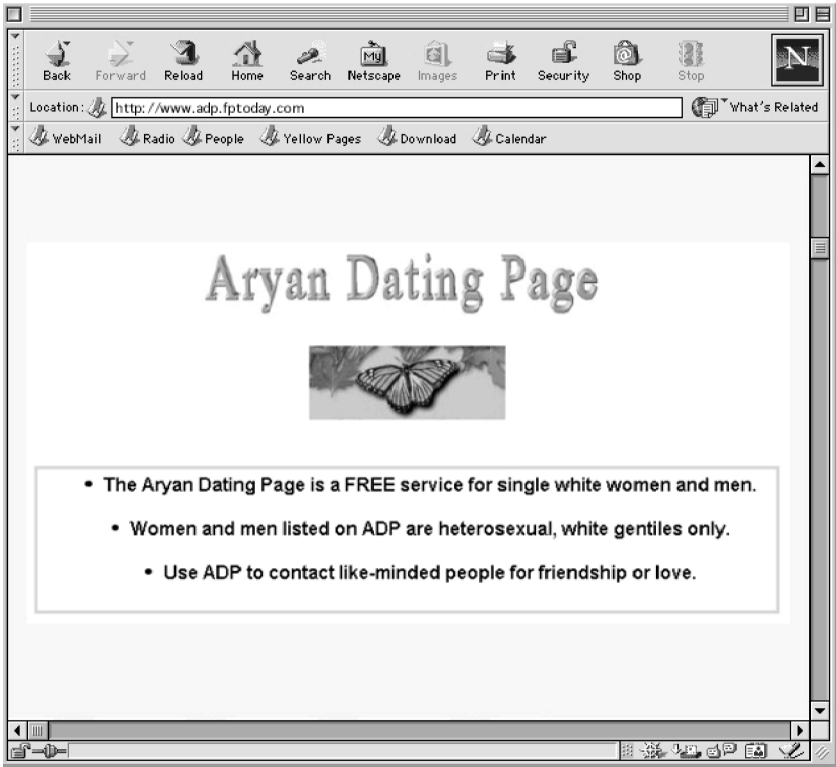 Back Forward Reload Home Search Netscape Images Print Security Shop Stop
My
N
Location: http://www.adp.fptoday.com What's Related
WebMail Radio People Yellow Pages Download Calendar
Aryan Dating Page
• The Aryan Dating Page is a FREE service for single white women and men.
• Women and men listed on ADP are heterosexual, white gentiles only.
• Use ADP to contact like-minded people for friendship or love.